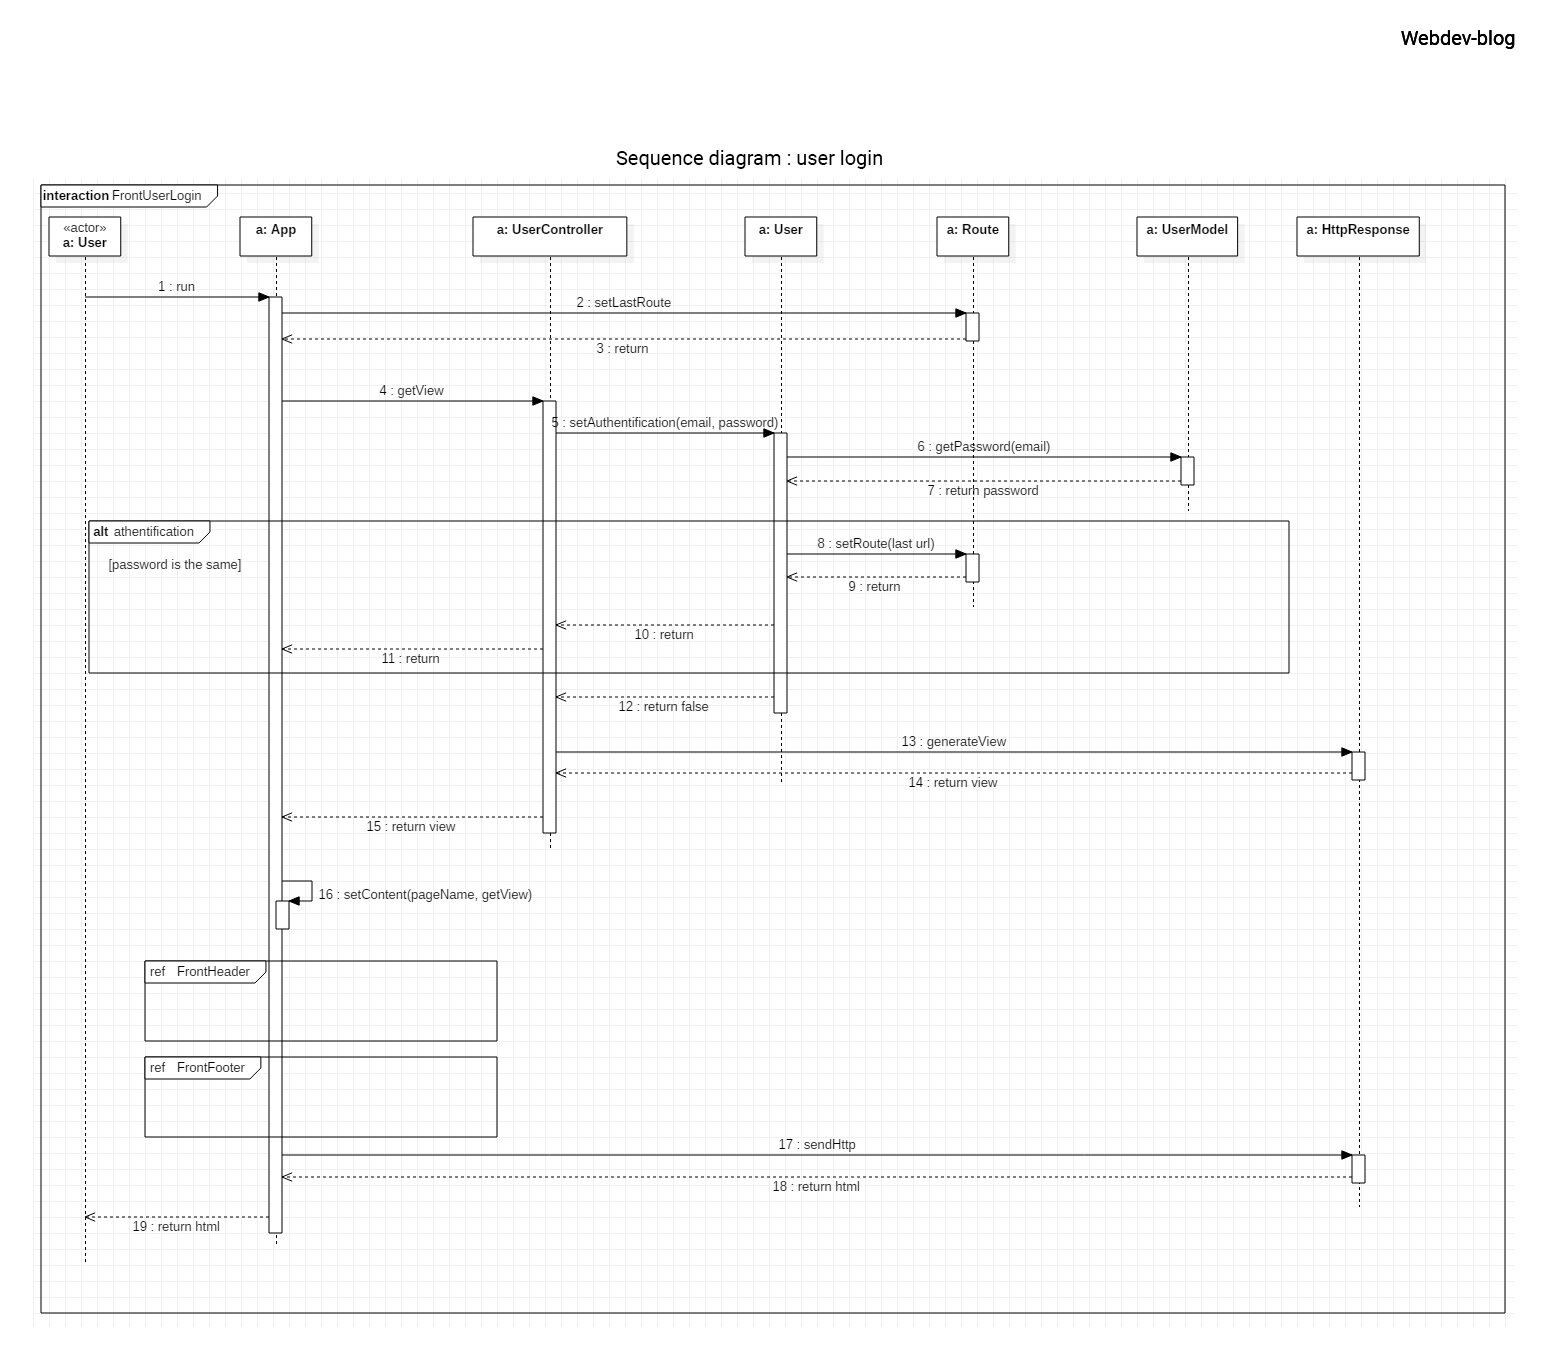 Webdev-blog
Sequence diagram : user login
interaction FrontUserLogin
«actor»
a: User
a: App
a: UserController
a: User
a: Route
a: UserModel
a: HttpResponse
1 : run
2 : setLastRoute
3 : return
4 : getView
5 : setAuthentification(email, password)
6 : getPassword(email)
7 : return password
alt athentification
[password is the same]
8 : setRoute(last url)
9 : return
10 : return
11 : return
12 : return false
13 : generateView
14 : return view
15 : return view
16 : setContent(pageName, getView)
ref FrontHeader
ref FrontFooter
17 : sendHttp
18 : return html
19 : return html